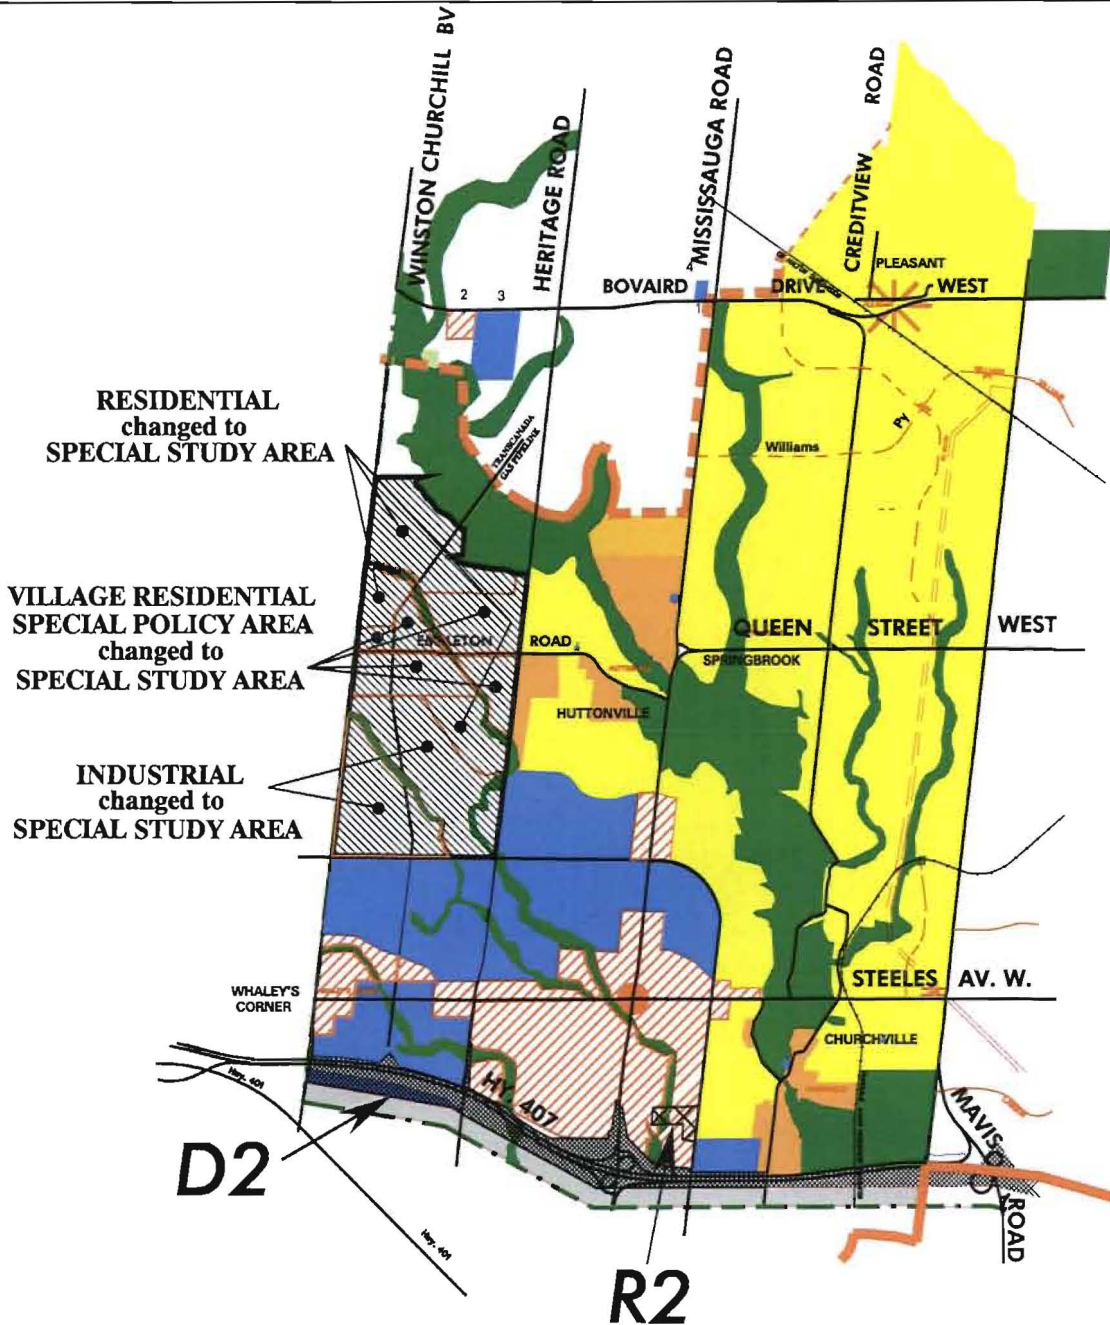 WINSTON CHURCHILL BV
HERITAGE ROAD
MISSISSAUGA ROAD
CREDITVIEW
ROAD
PLEASANT
BOVAIRD
DRIVE
WEST
2
3
RESIDENTIAL
changed to
SPECIAL STUDY AREA
TRANSCANADA
GAS PIPELINE
Williams
Py
VILLAGE RESIDENTIAL
SPECIAL POLICY AREA
changed to
SPECIAL STUDY AREA
ROAD
QUEEN
STREET
WEST
SPRINGBROOK
HUTTONVILLE
INDUSTRIAL
changed to
SPECIAL STUDY AREA
STEELES
AV. W.
WHALEY'S
CORNER
CHURCHVILLE
Hwy. 401
HY. 407
MAVIS
ROAD
D2
Hwy. 401
R2